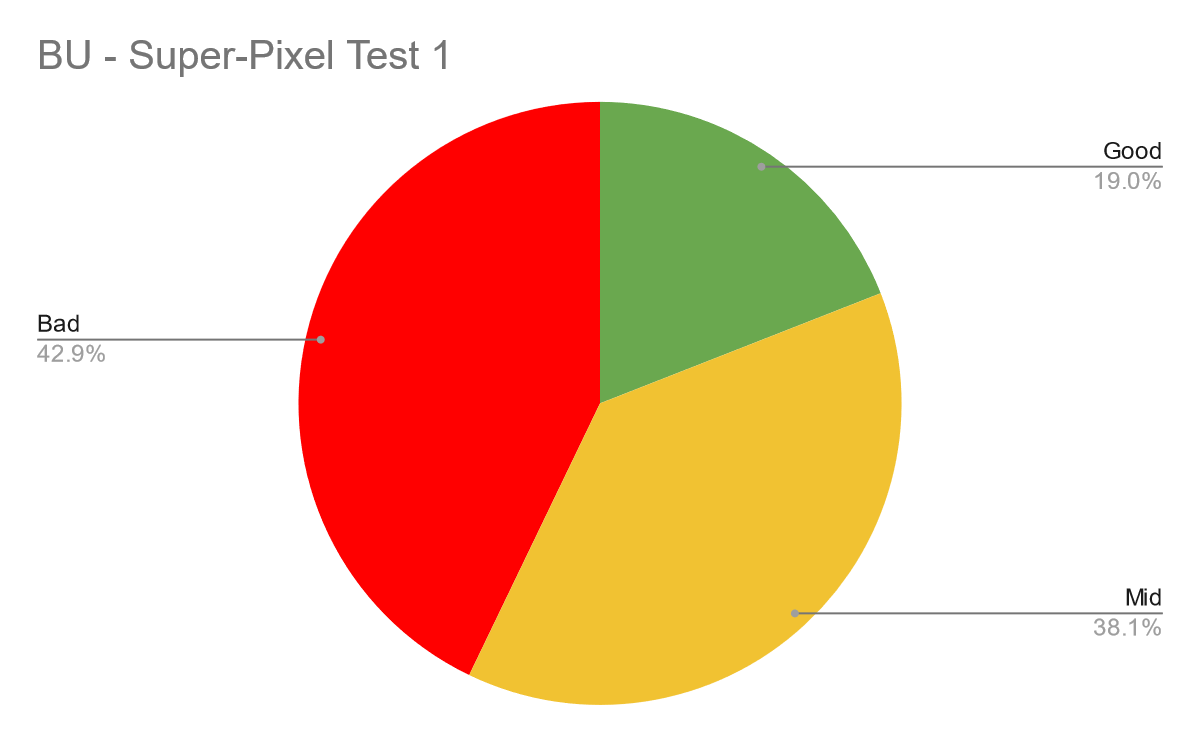 BU - Super-Pixel Test 1
Good
19.0%
Bad
42.9%
Mid
38.1%